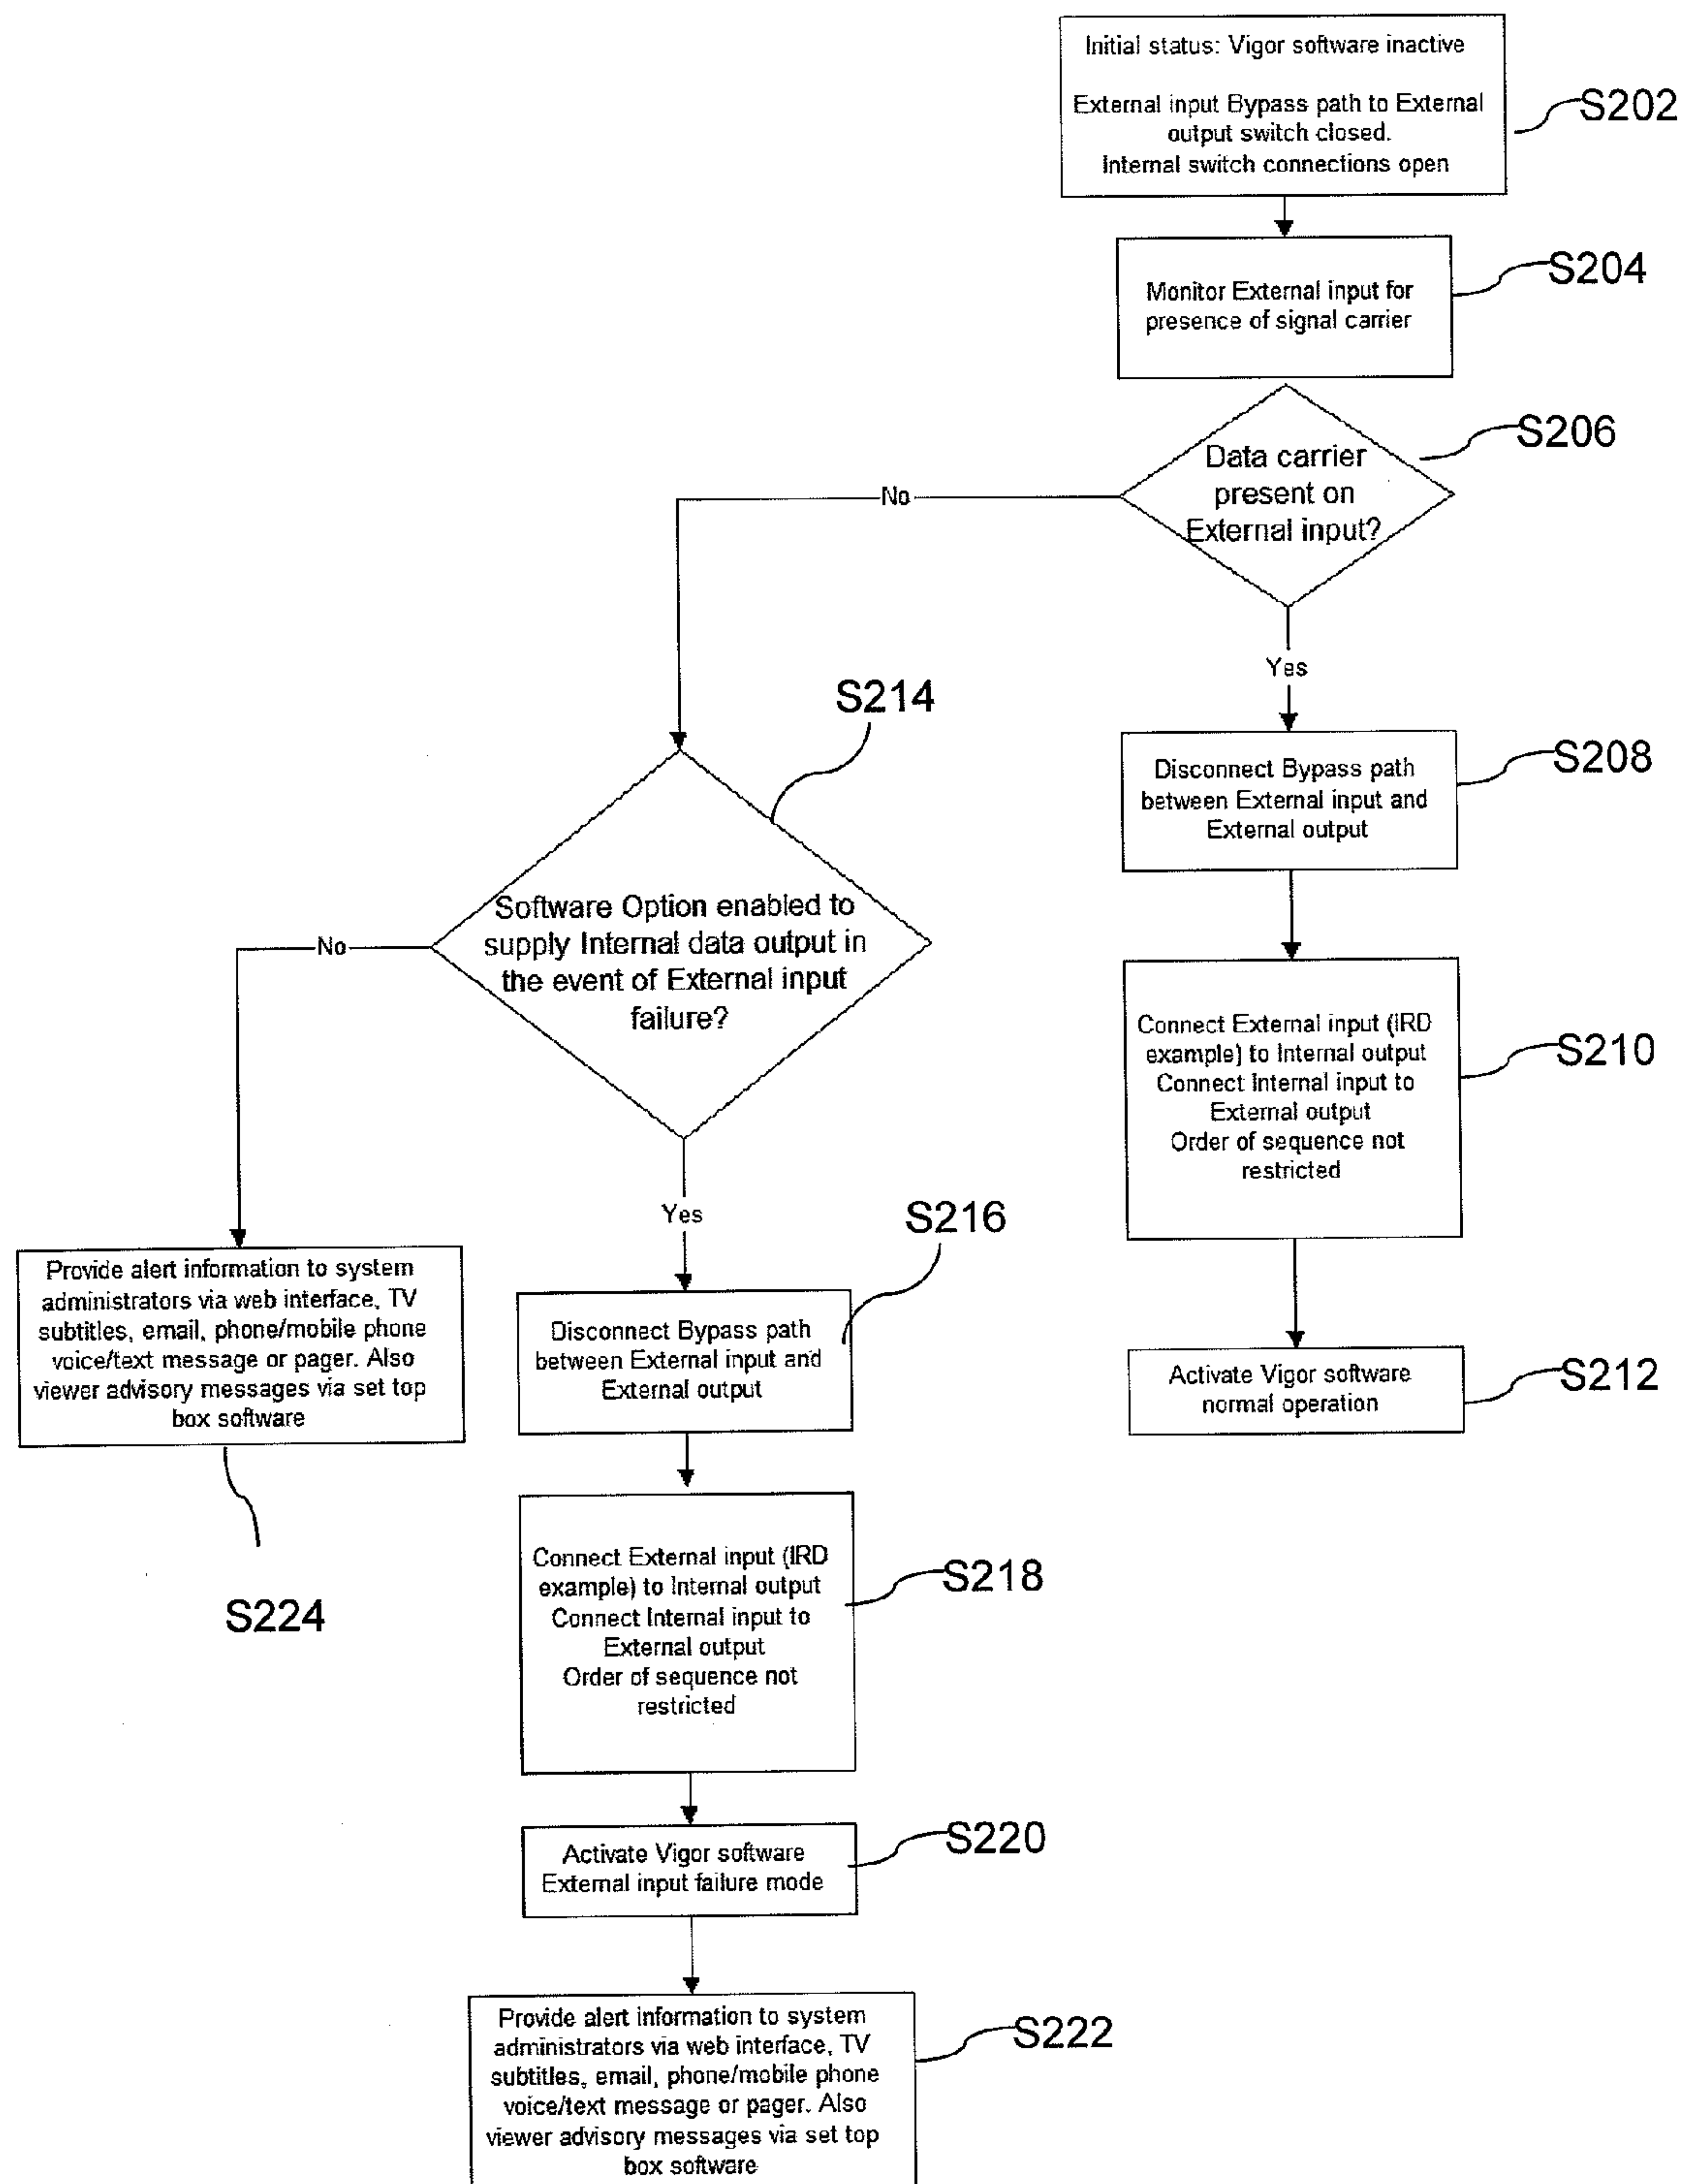 Initial status: Vigor software inactive
External input Bypass path to External
output switch closed.
Internal switch connections open
S202
Monitor External input for
presence of signal carrier
S204
Data carrier
present on
External input?
S206
No
Yes
Disconnect Bypass path
between External input and
External output
S208
Connect External input (IRD
example) to Internal output
Connect Internal input to
External output
Order of sequence not
restricted
S210
Activate Vigor software
normal operation
S212
S214
Software Option enabled to
supply Internal data output in
the event of External input
failure?
No
Yes
Provide alert information to system
administrators via web interface, TV
subtitles, email, phone/mobile phone
voice/text message or pager. Also
viewer advisory messages via set top
box software
S224
S216
Disconnect Bypass path
between External input and
External output
Connect External input (IRD
example) to Internal output
Connect Internal input to
External output
Order of sequence not
restricted
S218
Activate Vigor software
External input failure mode
S220
Provide alert information to system
administrators via web interface, TV
subtitles, email, phone/mobile phone
voice/text message or pager. Also
viewer advisory messages via set top
box software
S222